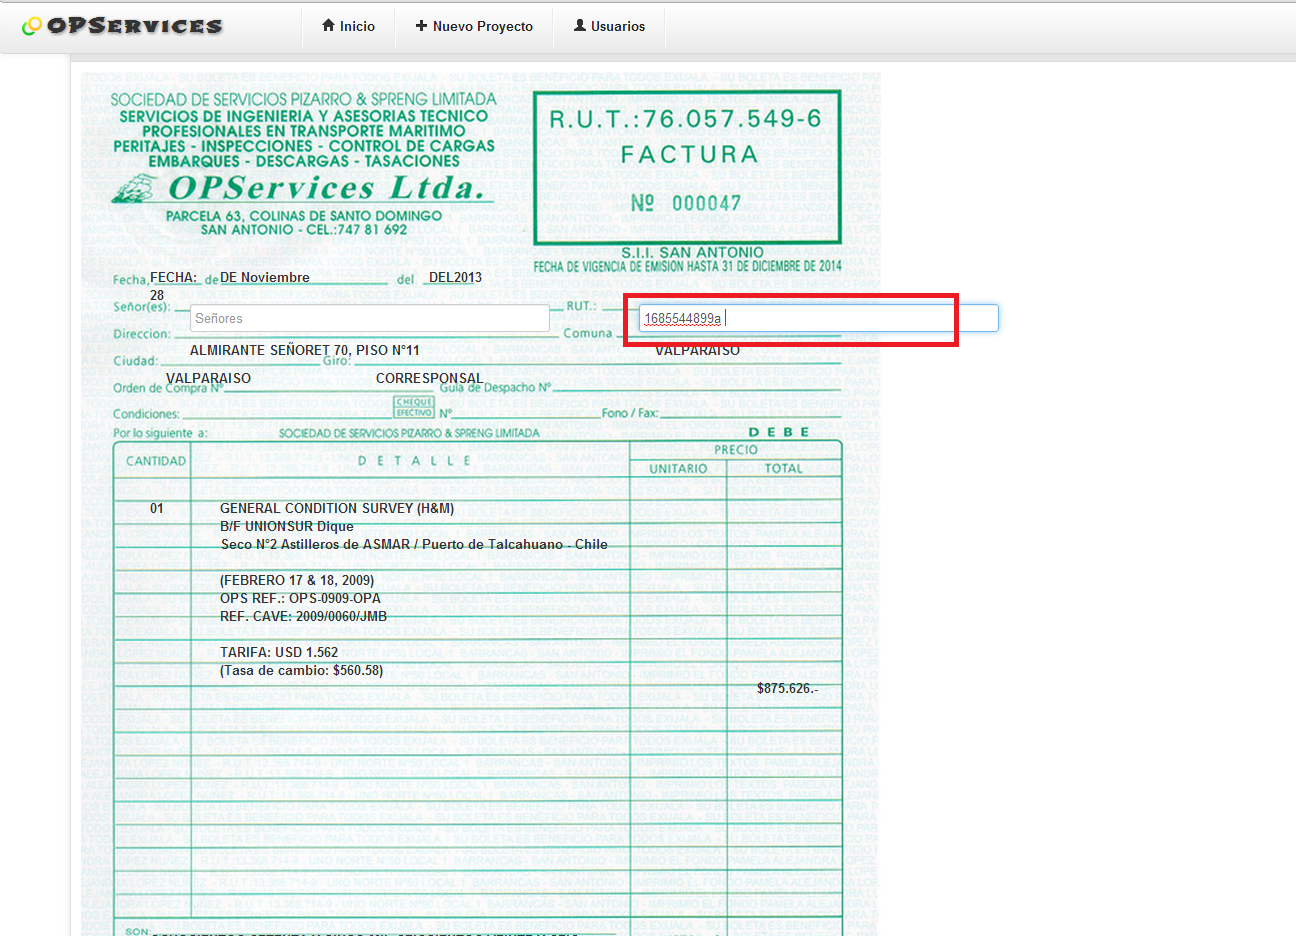 OPSERVICES
Inicio
Nuevo Proyecto
Usuarios
SOCIEDAD DE SERVICIOS PIZARRO & SPRENG LIMITADA
SERVICIOS DE INGENIERIA Y ASESORIAS TECNICO
PROFESIONALES EN TRANSPORTE MARITIMO
PERITAJES - INSPECCIONES - CONTROL DE CARGAS
EMBARQUES - DESCARGAS - TASACIONES
OPServices Ltda.
PARCELA 63, COLINAS DE SANTO DOMINGO
SAN ANTONIO - CEL.:747 81 692
R.U.T.:76.057.549-6
FACTURA
Nº 000047
S.I.I. SAN ANTONIO
FECHA DE VIGENCIA DE EMISION HASTA 31 DE DICIEMBRE DE 2014
Fecha, FECHA: de DE Noviembre del DEL2013
28
Señor(es): Señores RUT.: 1685544899a
Direccion: Comuna
ALMIRANTE SEÑORET 70, PISO N°11 VALPARAISO
Ciudad: Giro:
VALPARAISO CORRESPONSAL
Orden de Compra Nº Guia de Despacho Nº
Condiciones: CHEQUE EFECTIVO Nº Fono / Fax:
Por lo siguiente a: SOCIEDAD DE SERVICIOS PIZARRO & SPRENG LIMITADA DEBE
CANTIDAD DETALLE PRECIO
UNITARIO TOTAL
01 GENERAL CONDITION SURVEY (H&M)
B/F UNIONSUR Dique
Seco N°2 Astilleros de ASMAR / Puerto de Talcahuano - Chile
(FEBRERO 17 & 18, 2009)
OPS REF.: OPS-0909-OPA
REF. CAVE: 2009/0060/JMB
TARIFA: USD 1.562
(Tasa de cambio: $560.58)
$875.626.-
SON: